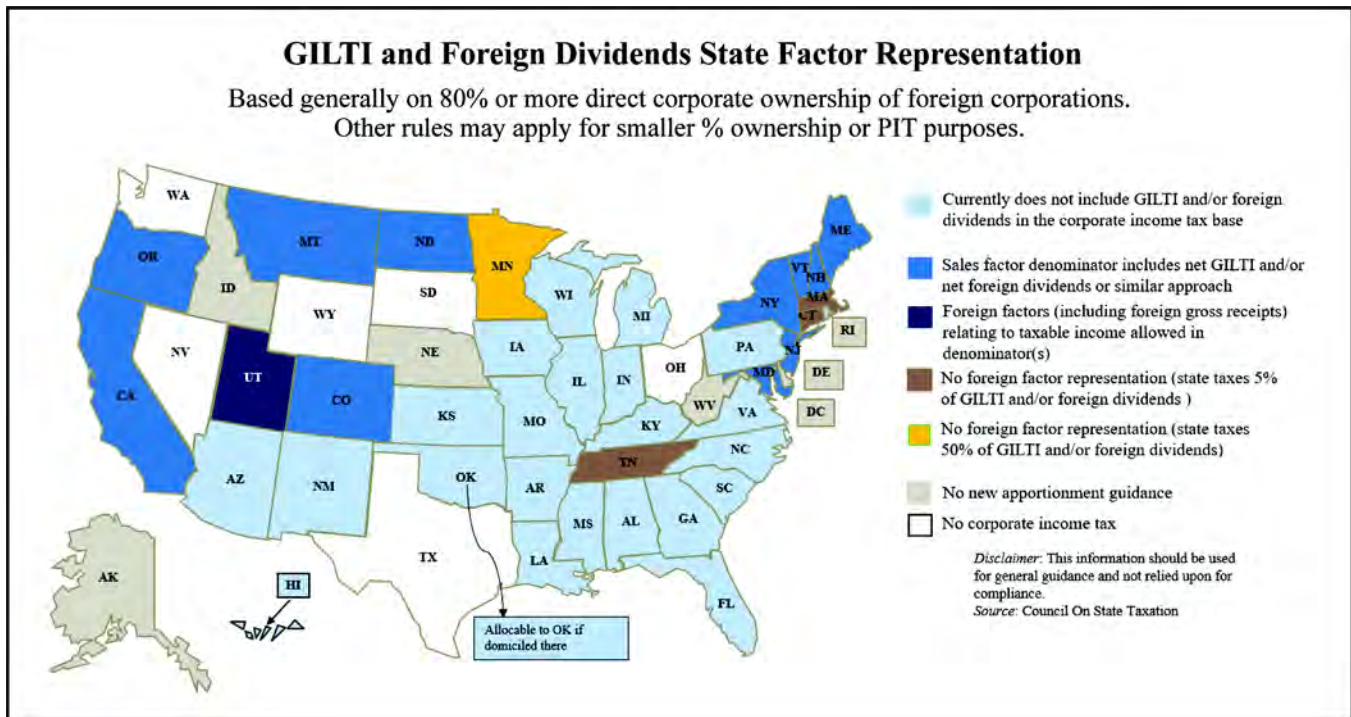 GILTI and Foreign Dividends State Factor Representation
Based generally on 80% or more direct corporate ownership of foreign corporations.
Other rules may apply for smaller % ownership or PIT purposes.
WA
OR
CA
NV
ID
MT
WY
UT
CO
AZ
NM
ND
SD
NE
KS
OK
TX
MN
IA
MO
AR
LA
WI
IL
MI
IN
OH
KY
TN
MS
AL
GA
FL
SC
NC
VA
WV
PA
NY
VT
NH
ME
MA
CT
NJ
MD
RI
DE
DC
AK
HI
Allocable to OK if
domiciled there
Currently does not include GILTI and/or foreign
dividends in the corporate income tax base
Sales factor denominator includes net GILTI and/or
net foreign dividends or similar approach
Foreign factors (including foreign gross receipts)
relating to taxable income allowed in
denominator(s)
No foreign factor representation (state taxes 5%
of GILTI and/or foreign dividends )
No foreign factor representation (state taxes
50% of GILTI and/or foreign dividends)
No new apportionment guidance
No corporate income tax
Disclaimer: This information should be used
for general guidance and not relied upon for
compliance.
Source: Council On State Taxation